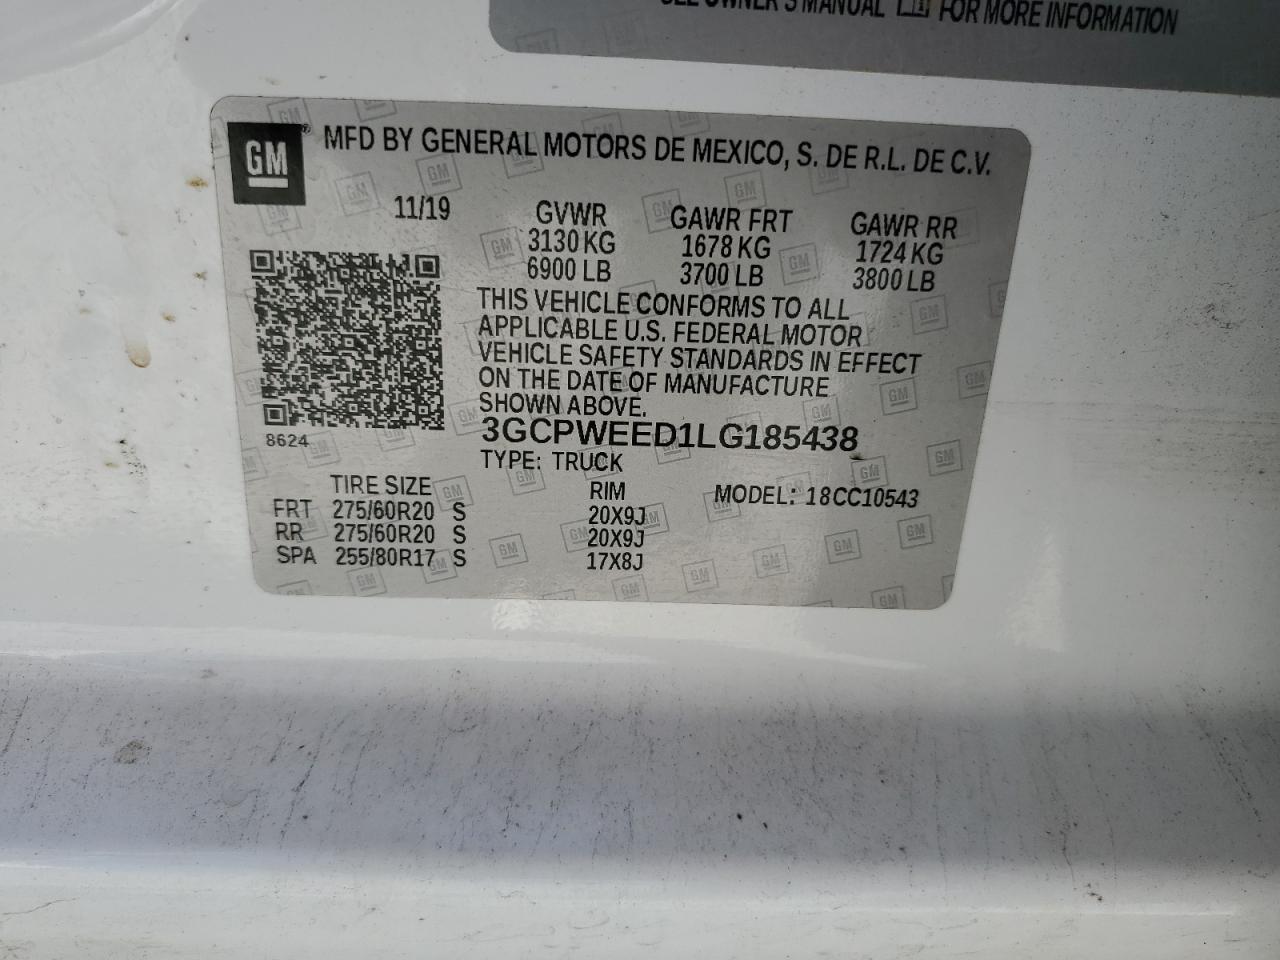 SEE OWNER'S MANUAL FOR MORE INFORMATION
GM ® MFD BY GENERAL MOTORS DE MEXICO, S. DE R.L. DE C.V.
11/19 GVWR GAWR FRT GAWR RR
3130 KG 1678 KG 1724 KG
6900 LB 3700 LB 3800 LB
THIS VEHICLE CONFORMS TO ALL
APPLICABLE U.S. FEDERAL MOTOR
VEHICLE SAFETY STANDARDS IN EFFECT
ON THE DATE OF MANUFACTURE
SHOWN ABOVE.
8624 3GCPWEED1LG185438
TYPE: TRUCK
TIRE SIZE RIM MODEL: 18CC10543
FRT 275/60R20 S 20X9J
RR 275/60R20 S 20X9J
SPA 255/80R17 S 17X8J